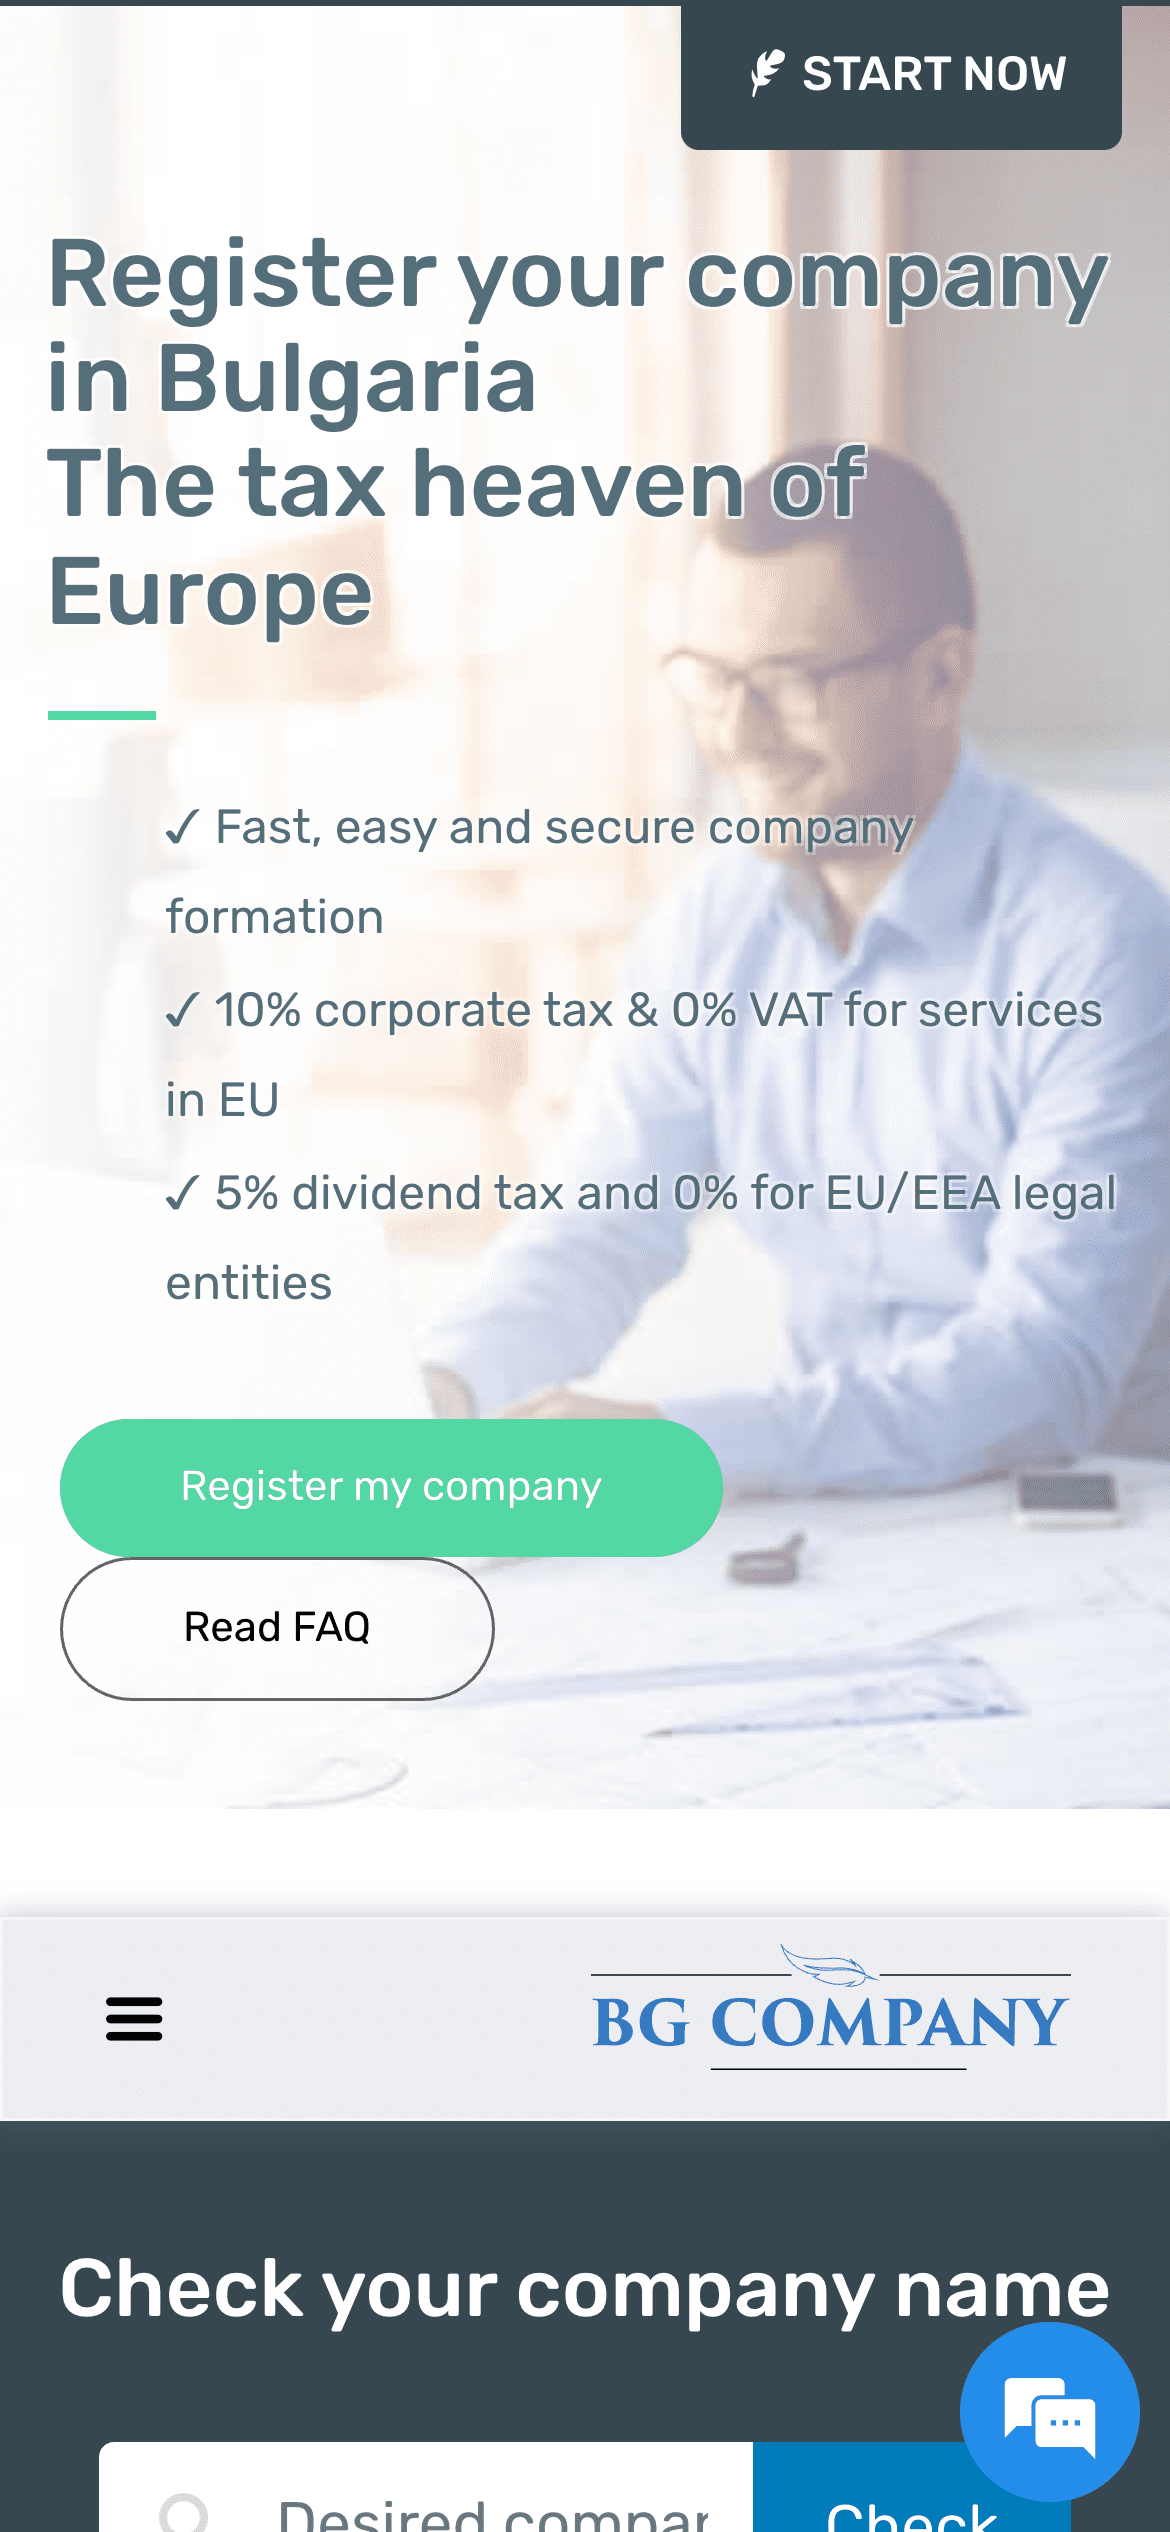 START NOW
Register your company
in Bulgaria
The tax heaven of
Europe
✓ Fast, easy and secure company
formation
✓ 10% corporate tax & 0% VAT for services
in EU
✓ 5% dividend tax and 0% for EU/EEA legal
entities
Register my company
Read FAQ
BG COMPANY
Check your company name
Desired compan
Check